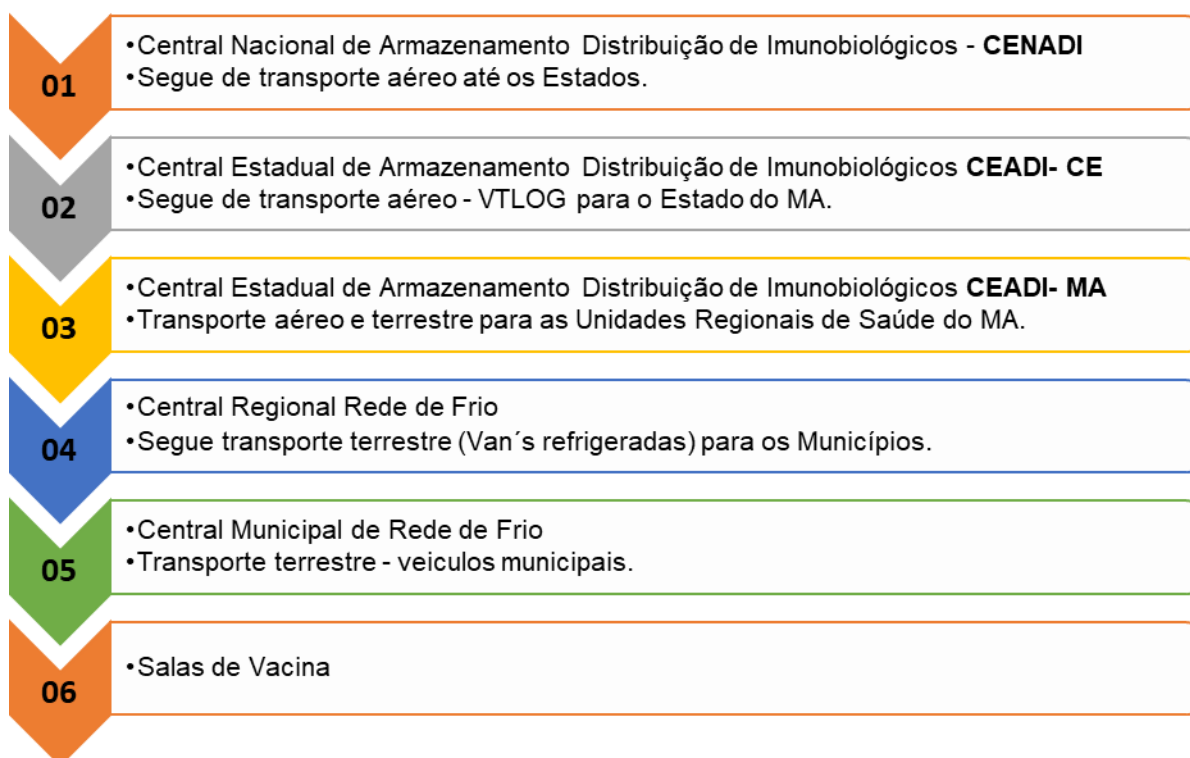 01
•Central Nacional de Armazenamento Distribuição de Imunobiológicos - CENADI
•Segue de transporte aéreo até os Estados.
02
•Central Estadual de Armazenamento Distribuição de Imunobiológicos CEADI- CE
•Segue de transporte aéreo - VTLOG para o Estado do MA.
03
•Central Estadual de Armazenamento Distribuição de Imunobiológicos CEADI- MA
•Transporte aéreo e terrestre para as Unidades Regionais de Saúde do MA.
04
•Central Regional Rede de Frio
•Segue transporte terrestre (Van´s refrigeradas) para os Municípios.
05
•Central Municipal de Rede de Frio
•Transporte terrestre - veiculos municipais.
06
•Salas de Vacina